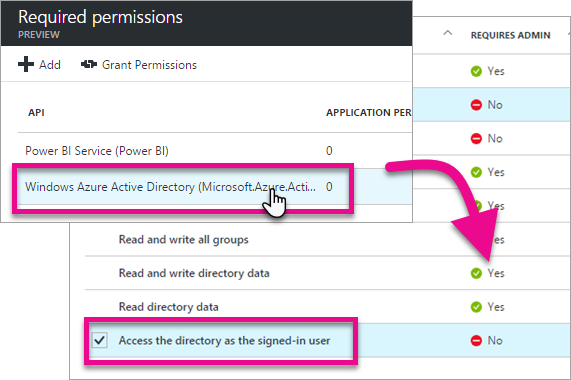 Required permissions
PREVIEW
Add Grant Permissions
API APPLICATION PER
Power BI Service (Power BI) 0
Windows Azure Active Directory (Microsoft.Azure.Acti... 0
REQUIRES ADMIN
Yes
No
No
Yes
Yes
Read and write all groups Yes
Read and write directory data Yes
Read directory data Yes
Access the directory as the signed-in user No